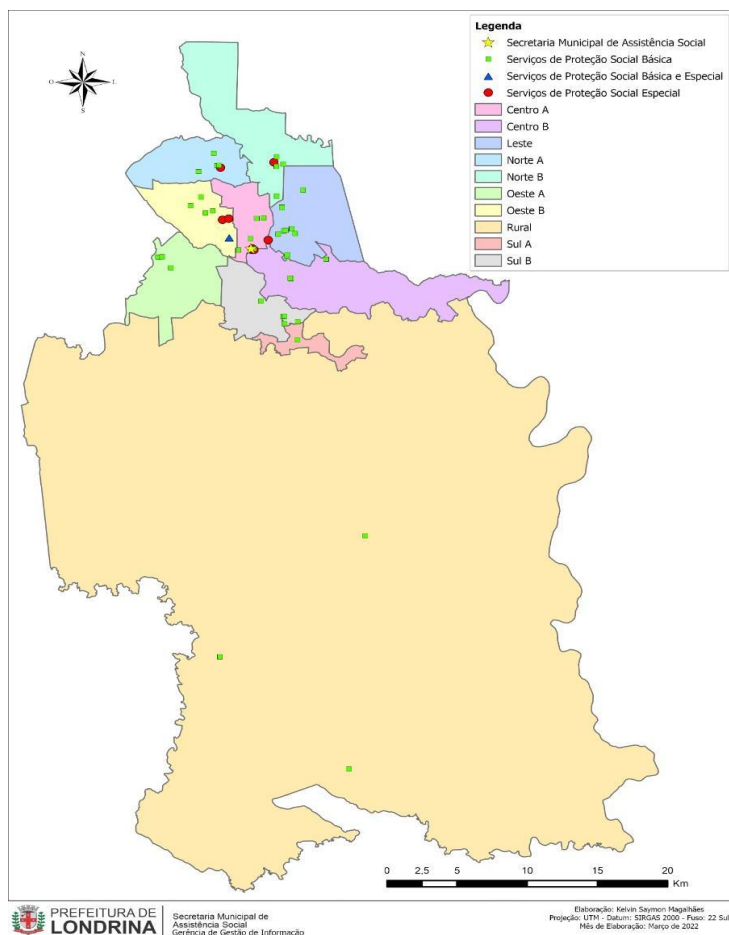 Legenda
Secretaria Municipal de Assistência Social
Serviços de Proteção Social Básica
Serviços de Proteção Social Básica e Especial
Serviços de Proteção Social Especial
Centro A
Centro B
Leste
Norte A
Norte B
Oeste A
Oeste B
Rural
Sul A
Sul B
N
O
L
S
0 2,5 5 10 15 20
Km
PREFEITURA DE
LONDRINA
Secretaria Municipal de
Assistência Social
Gerência de Gestão de Informação
Elaboração: Kelvin Saymon Magalhães
Projeção: UTM - Datum: SIRGAS 2000 - Fuso: 22 Sul
Mês de Elaboração: Março de 2022